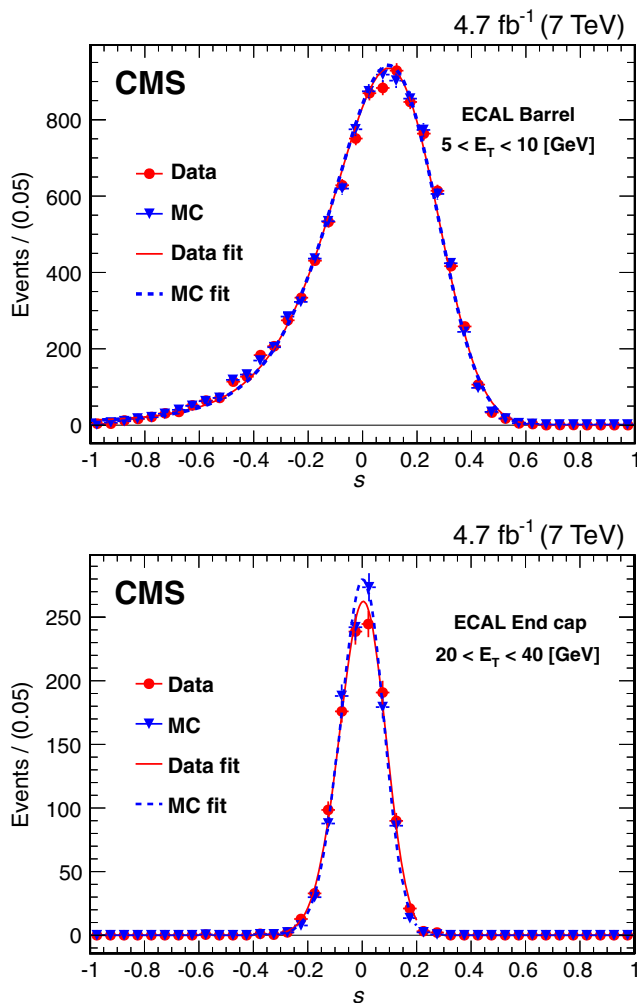 4.7 fb⁻¹ (7 TeV)
CMS
ECAL Barrel
5 < E_T < 10 [GeV]
Data
MC
Data fit
MC fit
Events / (0.05)
800
600
400
200
0
-1 -0.8 -0.6 -0.4 -0.2 0 0.2 0.4 0.6 0.8 1
s
4.7 fb⁻¹ (7 TeV)
CMS
ECAL End cap
20 < E_T < 40 [GeV]
Data
MC
Data fit
MC fit
Events / (0.05)
250
200
150
100
50
0
-1 -0.8 -0.6 -0.4 -0.2 0 0.2 0.4 0.6 0.8 1
s